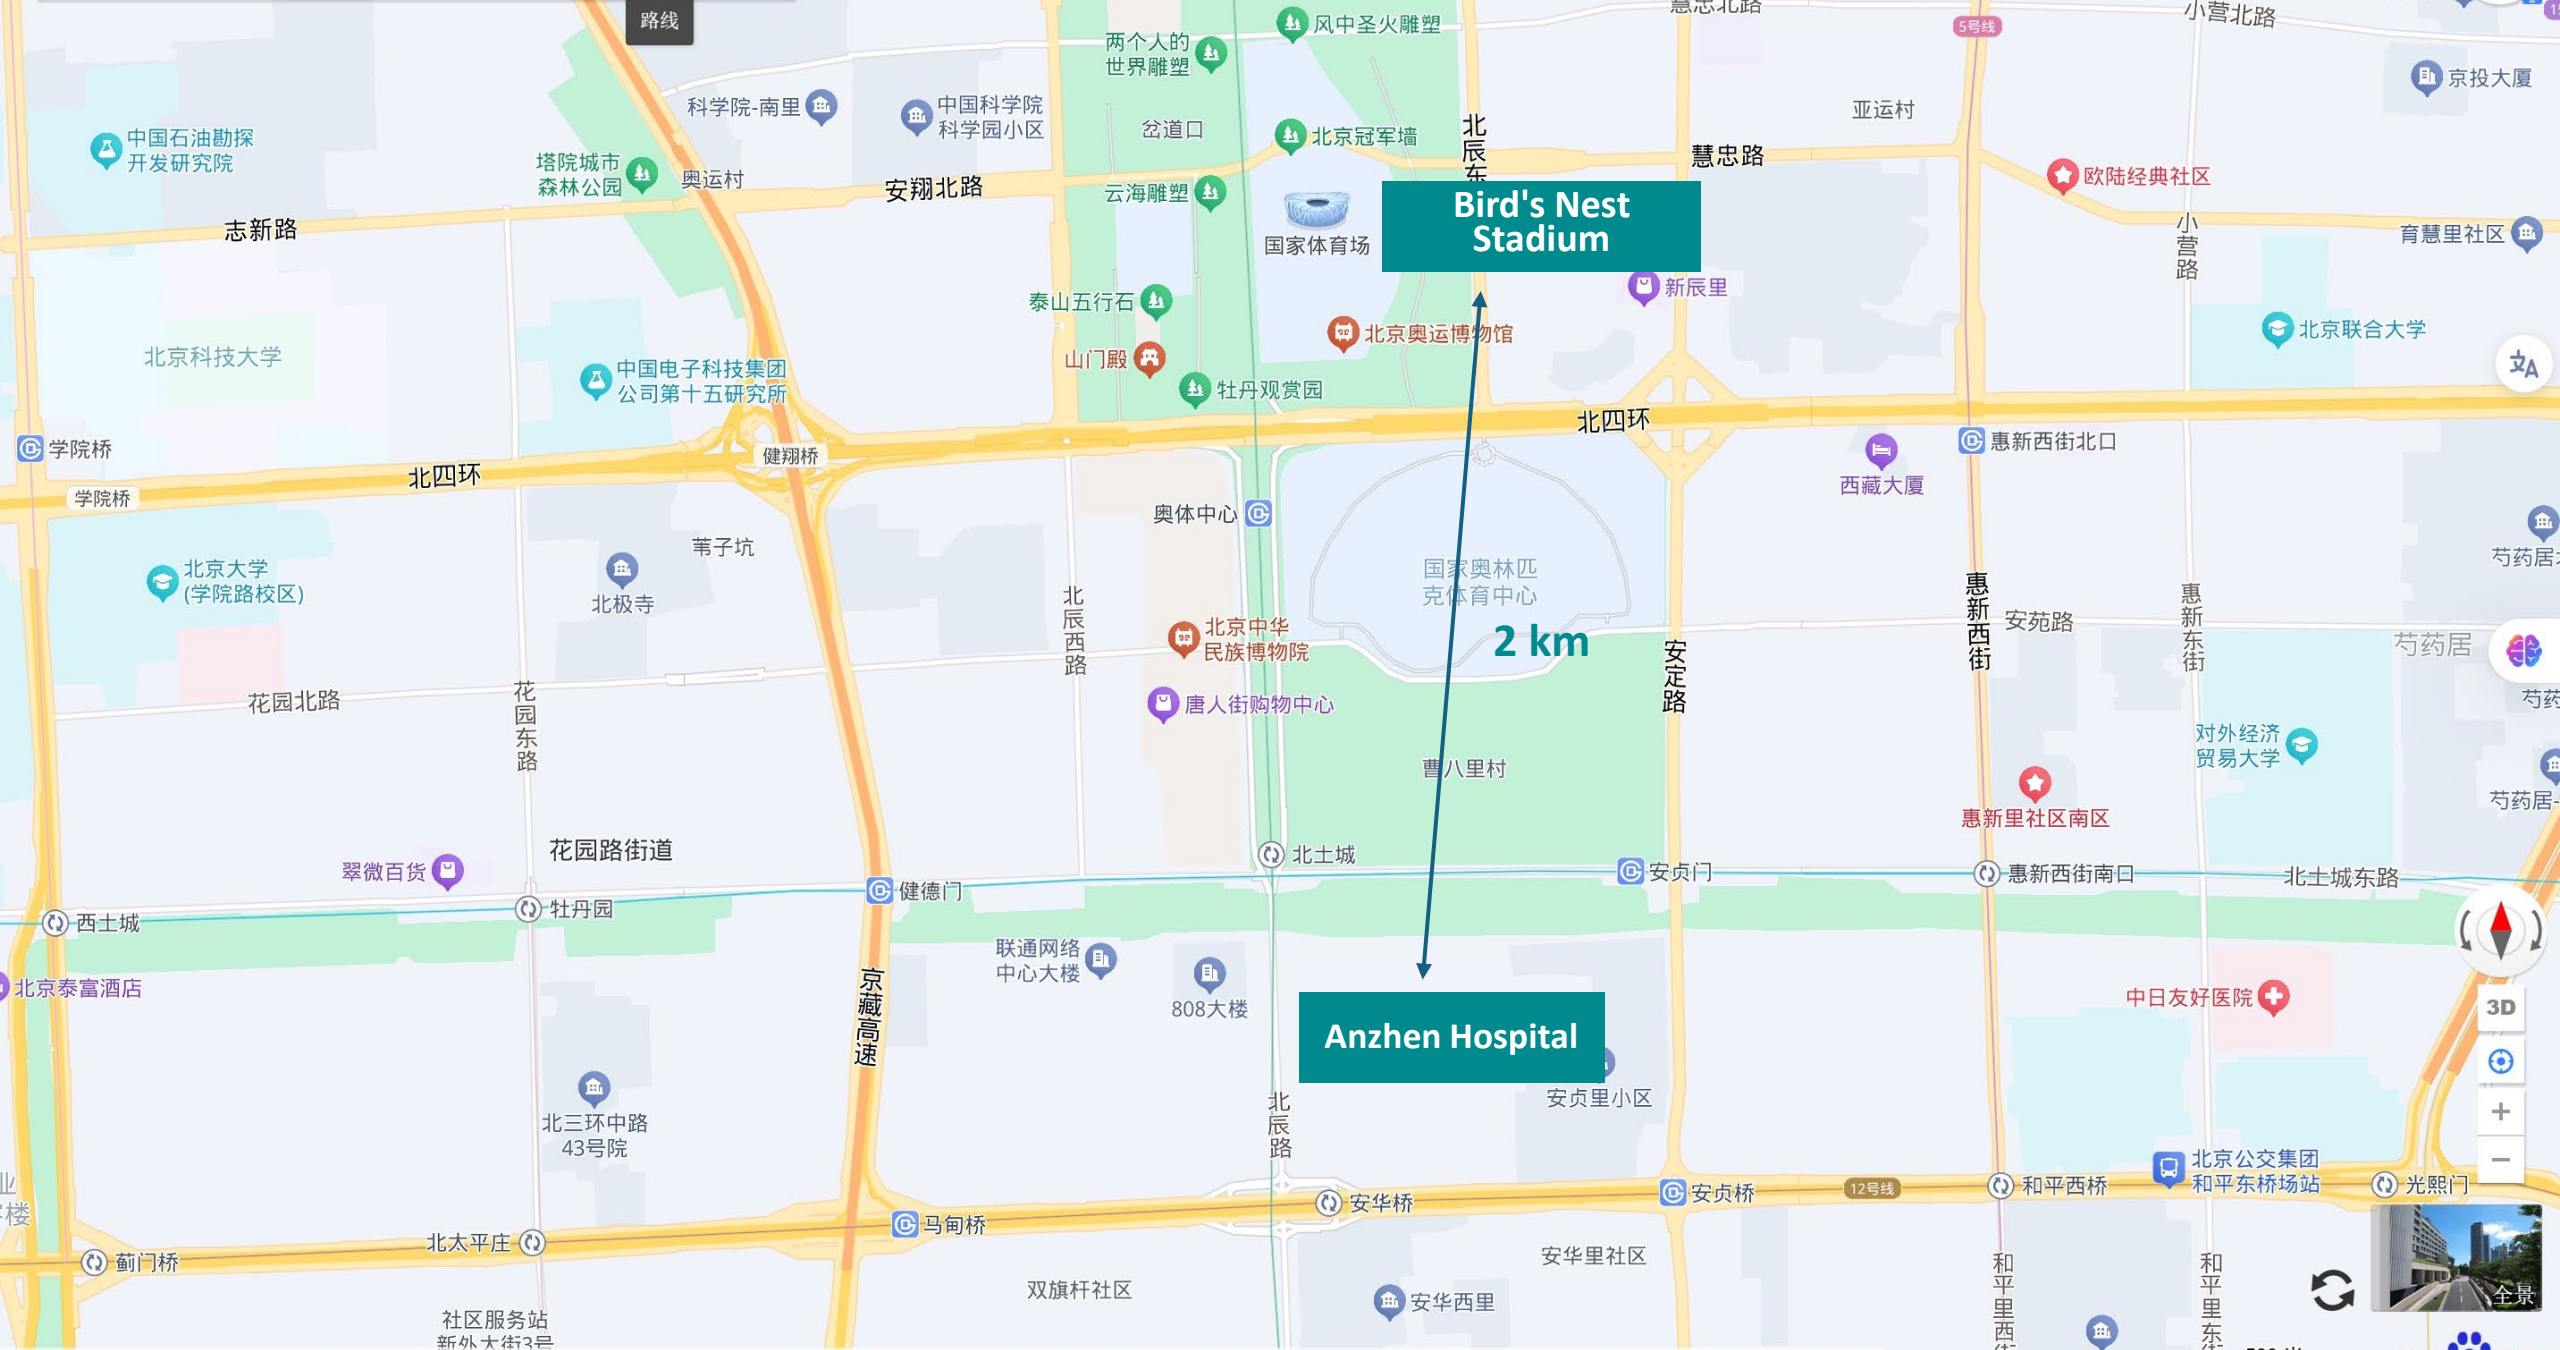 路线
慧忠北路
小营北路
5号线
风中圣火雕塑
两个人的
世界雕塑
科学院-南里
中国科学院
科学园小区
岔道口
北京冠军墙
北辰东
亚运村
京投大厦
中国石油勘探
开发研究院
塔院城市
森林公园
奥运村
安翔北路
云海雕塑
慧忠路
欧陆经典社区
志新路
国家体育场
Bird's Nest
Stadium
小营路
育慧里社区
泰山五行石
新辰里
北京科技大学
山门殿
北京奥运博物馆
北京联合大学
中国电子科技集团
公司第十五研究所
牡丹观赏园
北四环
学院桥
健翔桥
惠新西街北口
北四环
学院桥
西藏大厦
奥体中心
苇子坑
北京大学
(学院路校区)
北极寺
北辰西路
国家奥林匹
克体育中心
惠新西街
安苑路
惠新东街
芍药居
北京中华
民族博物院
2 km
安定路
芍药居
花园北路
花园东路
唐人街购物中心
对外经济
贸易大学
曹八里村
惠新里社区南区
芍药居-
花园路街道
翠微百货
北土城
安贞门
惠新西街南口
北土城东路
健德门
西土城
牡丹园
联通网络
中心大楼
808大楼
北京泰富酒店
京藏高速
中日友好医院
3D
Anzhen Hospital
安贞里小区
北三环中路
43号院
北辰路
北京公交集团
和平东桥场站
安华桥
安贞桥
12号线
和平西桥
光熙门
马甸桥
北太平庄
蓟门桥
双旗杆社区
安华里社区
安华西里
和平里西街
和平里东街
全景
社区服务站
新外大街3号